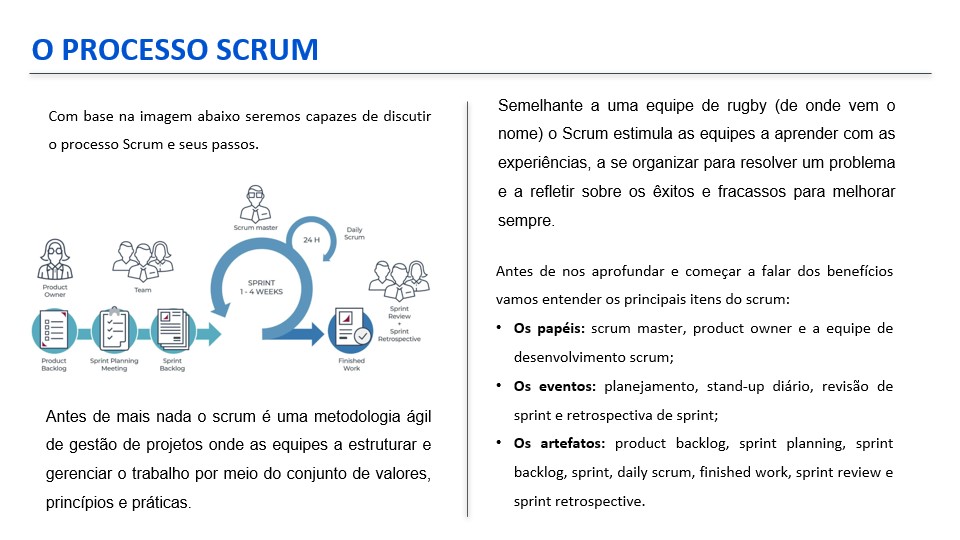 O PROCESSO SCRUM
Com base na imagem abaixo seremos capazes de discutir
o processo Scrum e seus passos.
Scrum master
24 H
Daily
Scrum
Product
Owner
Team
SPRINT
1 - 4 WEEKS
Sprint
Review
+
Sprint
Retrospective
Product
Backlog
Sprint Planning
Meeting
Sprint
Backlog
Finished
Work
Antes de mais nada o scrum é uma metodologia ágil
de gestão de projetos onde as equipes a estruturar e
gerenciar o trabalho por meio do conjunto de valores,
princípios e práticas.
Semelhante a uma equipe de rugby (de onde vem o
nome) o Scrum estimula as equipes a aprender com as
experiências, a se organizar para resolver um problema
e a refletir sobre os êxitos e fracassos para melhorar
sempre.
Antes de nos aprofundar e começar a falar dos benefícios
vamos entender os principais itens do scrum:
• Os papéis: scrum master, product owner e a equipe de
desenvolvimento scrum;
• Os eventos: planejamento, stand-up diário, revisão de
sprint e retrospectiva de sprint;
• Os artefatos: product backlog, sprint planning, sprint
backlog, sprint, daily scrum, finished work, sprint review e
sprint retrospective.